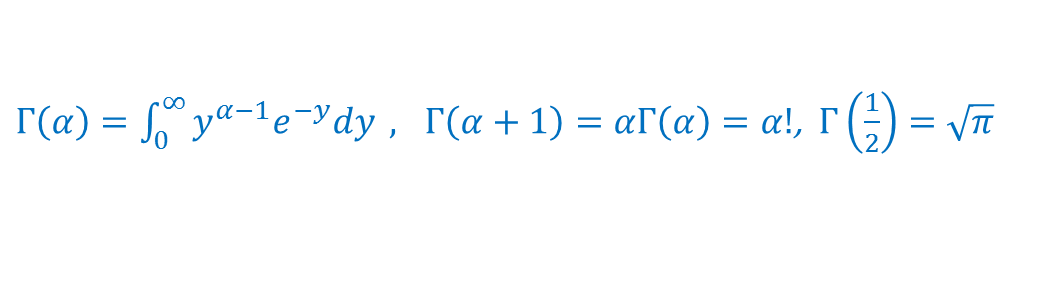 Γ(α) = ∫₀^∞ y^(α−1) e^(−y) dy , Γ(α + 1) = αΓ(α) = α!, Γ(1/2) = √π